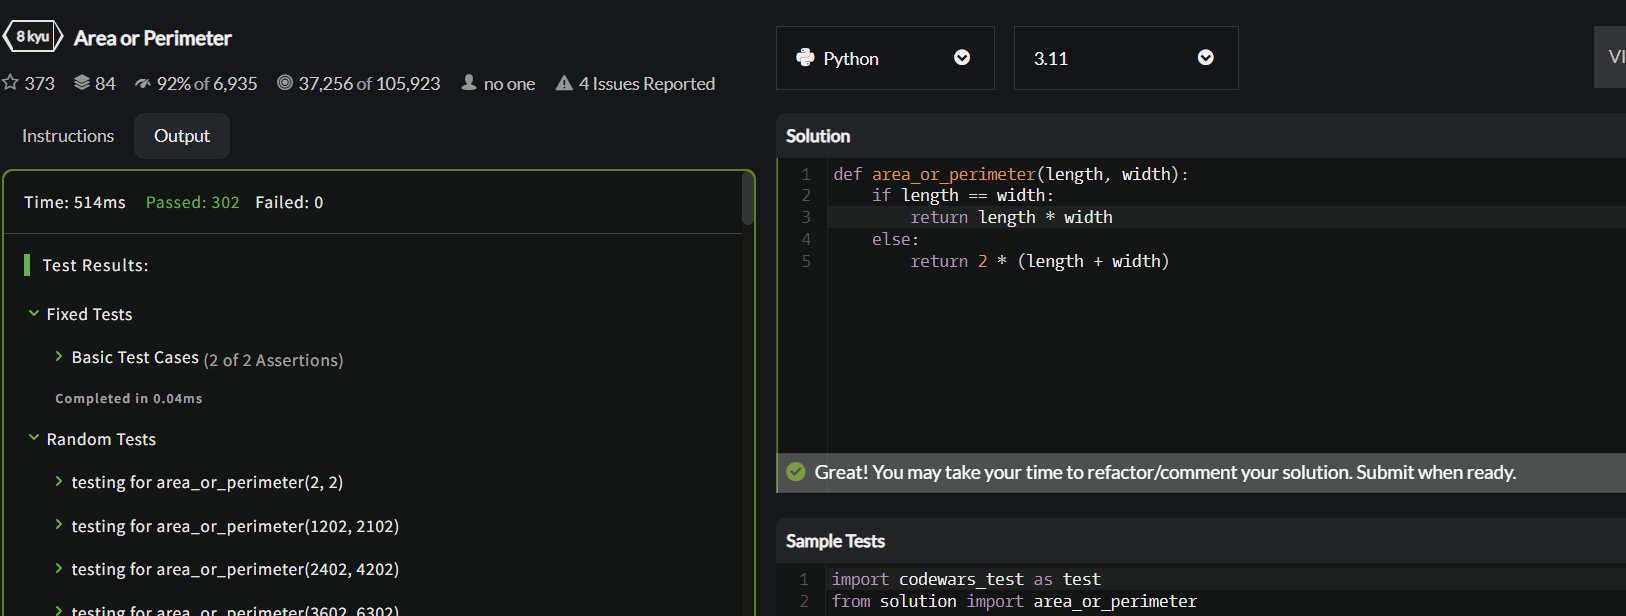 8 kyu Area or Perimeter
373 84 92% of 6,935 37,256 of 105,923 no one 4 Issues Reported
Instructions Output
Time: 514ms Passed: 302 Failed: 0
Test Results:
Fixed Tests
Basic Test Cases (2 of 2 Assertions)
Completed in 0.04ms
Random Tests
testing for area_or_perimeter(2, 2)
testing for area_or_perimeter(1202, 2102)
testing for area_or_perimeter(2402, 4202)
testing for area_or_perimeter(3602, 6302)
Python 3.11 VI
Solution
1 def area_or_perimeter(length, width):
2 if length == width:
3 return length * width
4 else:
5 return 2 * (length + width)
Great! You may take your time to refactor/comment your solution. Submit when ready.
Sample Tests
1 import codewars_test as test
2 from solution import area_or_perimeter